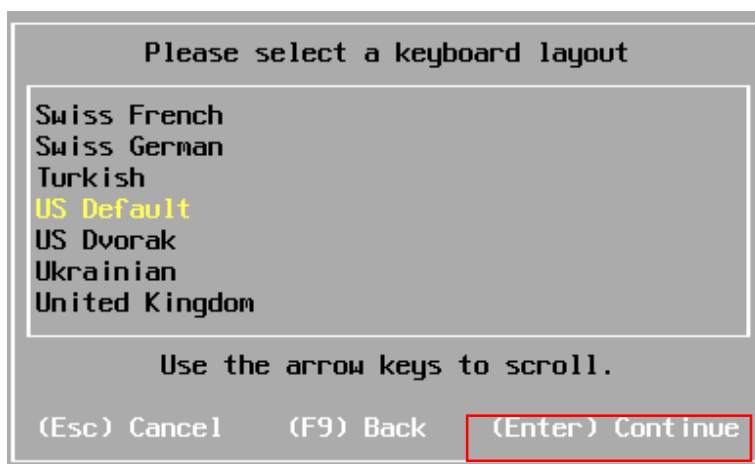 Please select a keyboard layout
Swiss French
Swiss German
Turkish
US Default
US Dvorak
Ukrainian
United Kingdom
Use the arrow keys to scroll.
(Esc) Cancel (F9) Back (Enter) Continue